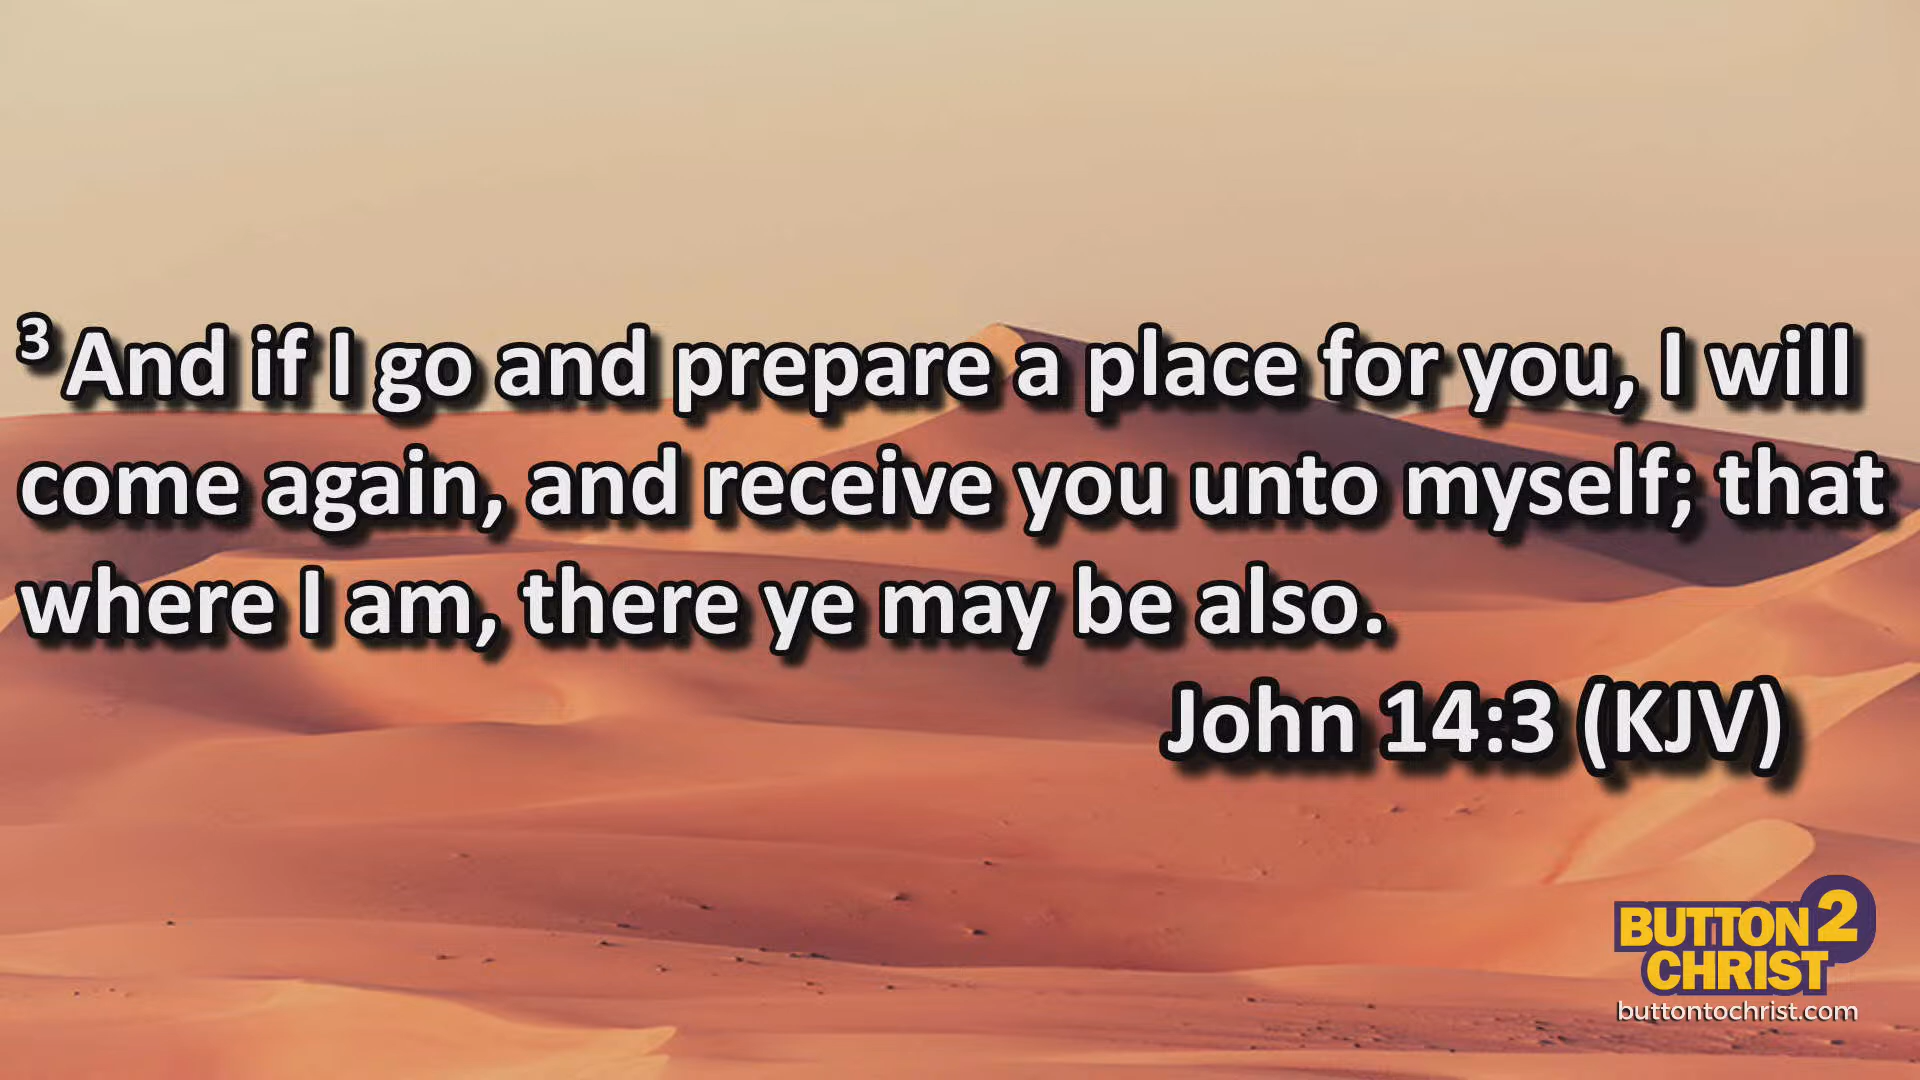 ³ And if I go and prepare a place for you, I will
come again, and receive you unto myself; that
where I am, there ye may be also.
John 14:3 (KJV)
BUTTON 2
CHRIST
buttontochrist.com